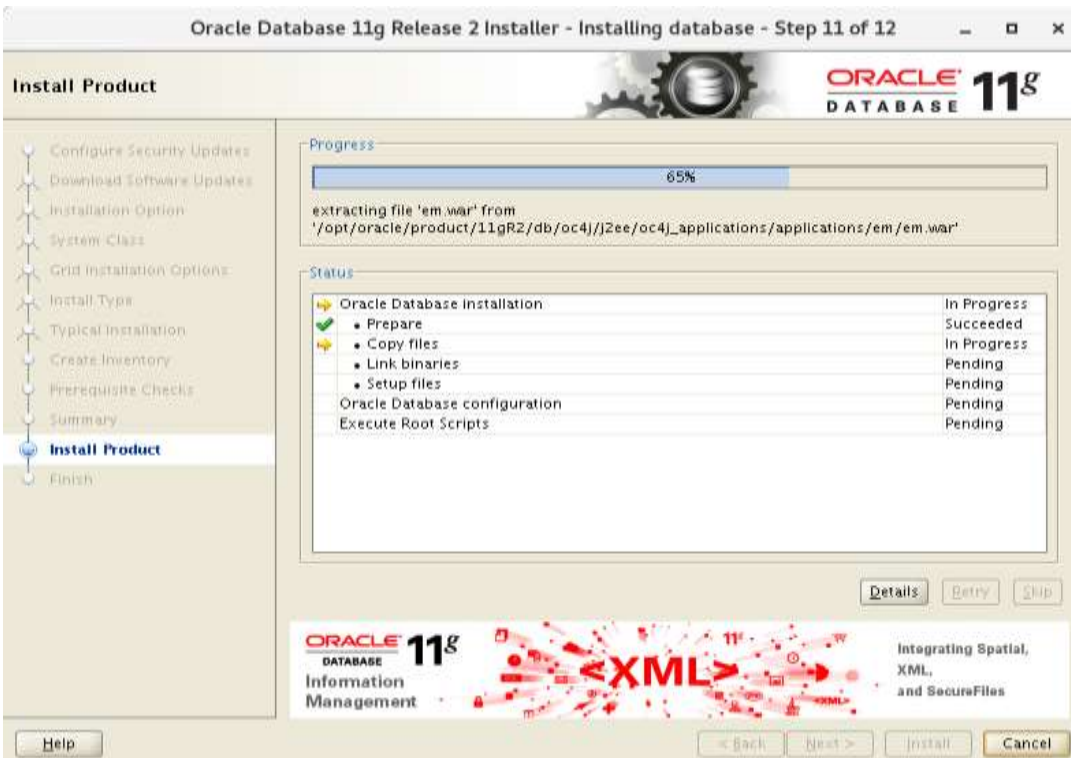 Oracle Database 11g Release 2 Installer - Installing database - Step 11 of 12
Install Product
ORACLE
DATABASE
11g
Configure Security Updates
Download Software Updates
Installation Option
System Class
Grid Installation Options
Install Type
Typical Installation
Create Inventory
Prerequisite Checks
Summary
Install Product
Finish
Progress
65%
extracting file 'em.war' from
'/opt/oracle/product/11gR2/db/oc4j/j2ee/oc4j_applications/applications/em/em.war'
Status
Oracle Database installation In Progress
• Prepare Succeeded
• Copy files In Progress
• Link binaries Pending
• Setup files Pending
Oracle Database configuration Pending
Execute Root Scripts Pending
Details Retry Skip
ORACLE
DATABASE
11g
Information
Management
11g
<XML>
<XML>
Integrating Spatial,
XML,
and SecureFiles
Help < Back Next > Install Cancel